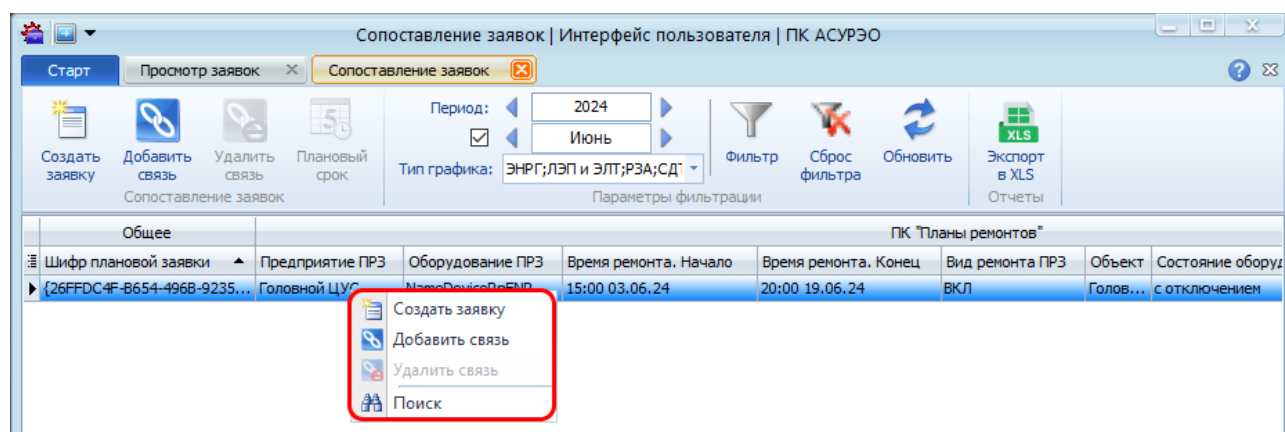 Сопоставление заявок | Интерфейс пользователя | ПК АСУРЭО
Старт Просмотр заявок Сопоставление заявок
Период: 2024
Июнь
Тип графика: ЭНРГ;ЛЭП и ЭЛТ;РЗА;СДТ
Создать заявку
Добавить связь
Удалить связь
Плановый срок
Фильтр
Сброс фильтра
Обновить
XLS
Экспорт в XLS
Сопоставление заявок Параметры фильтрации Отчеты
Общее ПК "Планы ремонтов"
Шифр плановой заявки Предприятие ПРЗ Оборудование ПРЗ Время ремонта. Начало Время ремонта. Конец Вид ремонта ПРЗ Объект Состояние оборуд
{26FFDC4F-B654-496B-9235... Головной ЦУС 15:00 03.06.24 20:00 19.06.24 ВКЛ Голов... с отключением
Создать заявку
Добавить связь
Удалить связь
Поиск